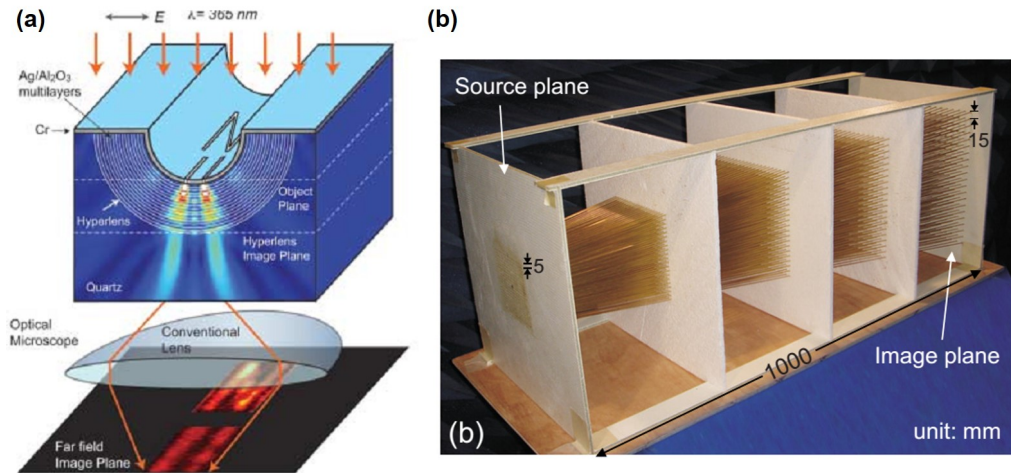 (a)
E
λ= 365 nm
Ag/Al₂O₃
multilayers
Cr
Hyperlens
Object
Plane
Hyperlens
Image Plane
Quartz
Optical
Microscope
Conventional
Lens
Far field
Image Plane
(b)
Source plane
15
5
Image plane
1000
(b)
unit: mm